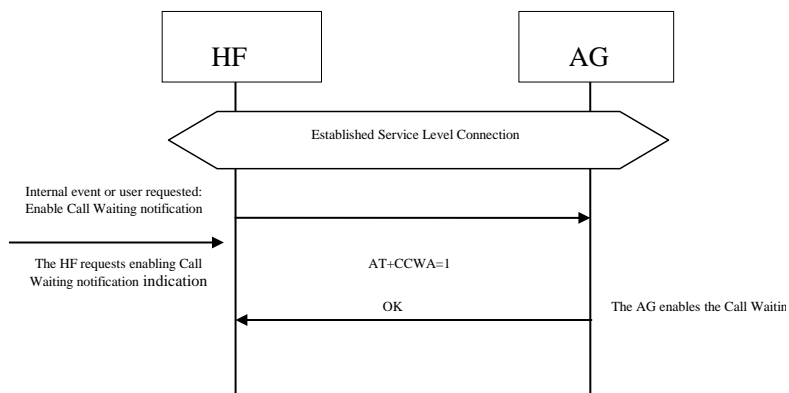 HF
AG
Established Service Level Connection
Internal event or user requested:
Enable Call Waiting notification
The HF requests enabling Call
Waiting notification indication
AT+CCWA=1
OK
The AG enables the Call